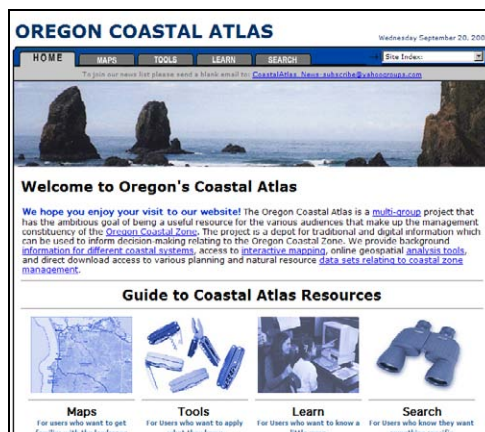 OREGON COASTAL ATLAS
Wednesday September 20, 200
HOME MAPS TOOLS LEARN SEARCH Site Index:
To join our news list please send a blank email to: CoastalAtlas_News-subscribe@yahoogroups.com
Welcome to Oregon's Coastal Atlas
We hope you enjoy your visit to our website! The Oregon Coastal Atlas is a multi-group project that
has the ambitious goal of being a useful resource for the various audiences that make up the management
constituency of the Oregon Coastal Zone. The project is a depot for traditional and digital information which
can be used to inform decision-making relating to the Oregon Coastal Zone. We provide background
information for different coastal systems, access to interactive mapping, online geospatial analysis tools,
and direct download access to various planning and natural resource data sets relating to coastal zone
management.
Guide to Coastal Atlas Resources
Maps Tools Learn Search
For users who want to get For Users who want to apply For Users who want to know a For Users who know they want